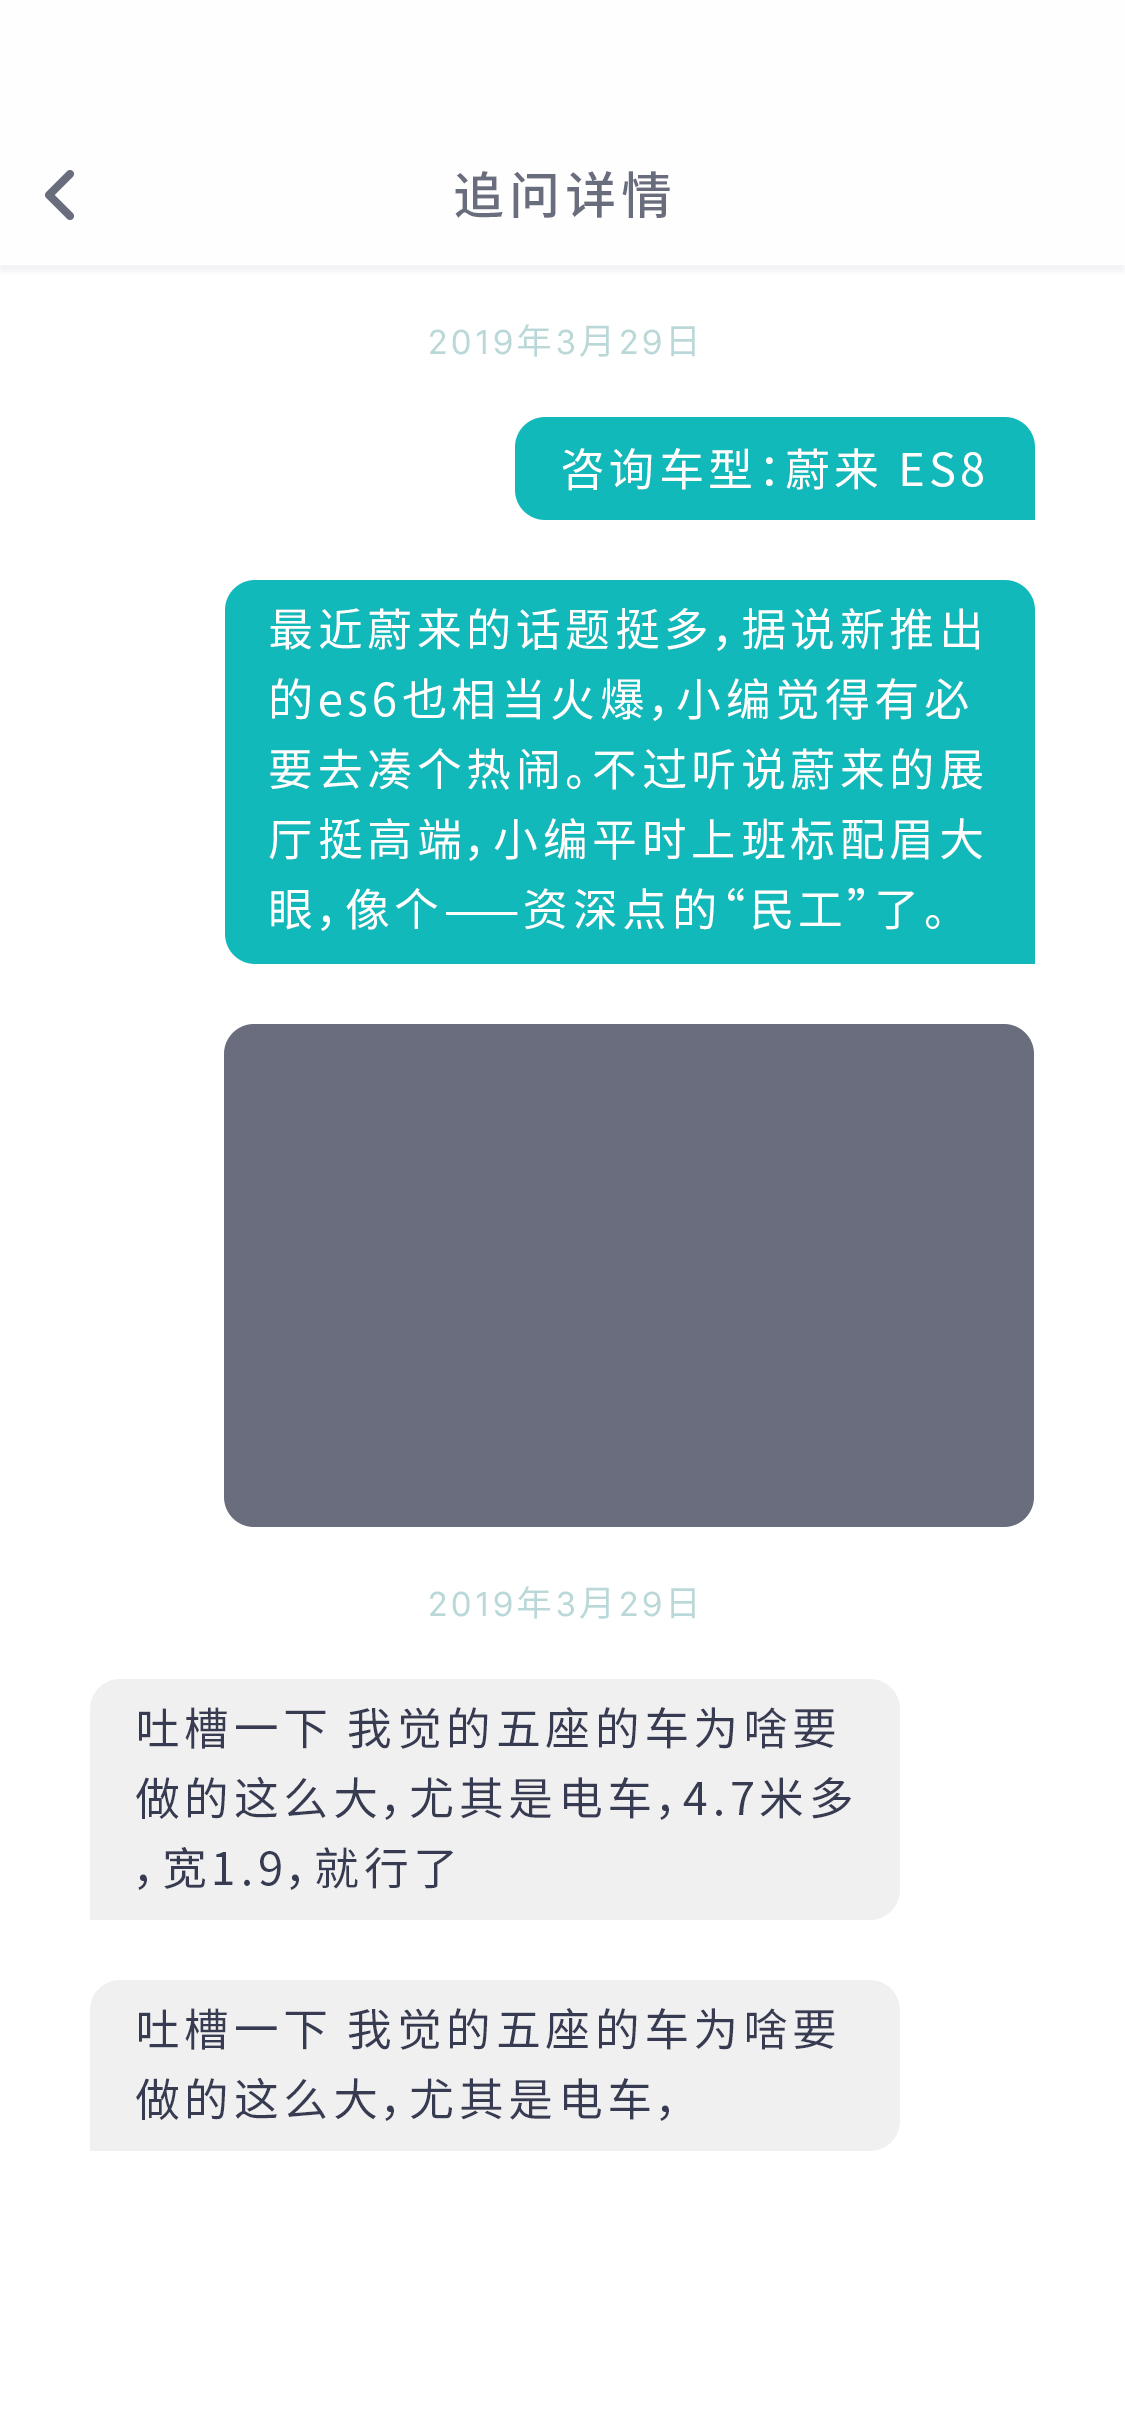 追问详情
2019年3月29日
咨询车型：蔚来 ES8
最近蔚来的话题挺多，据说新推出
的es6也相当火爆，小编觉得有必
要去凑个热闹。不过听说蔚来的展
厅挺高端，小编平时上班标配眉大
眼，像个——资深点的“民工”了。
2019年3月29日
吐槽一下 我觉的五座的车为啥要
做的这么大，尤其是电车，4.7米多
，宽1.9，就行了
吐槽一下 我觉的五座的车为啥要
做的这么大，尤其是电车，